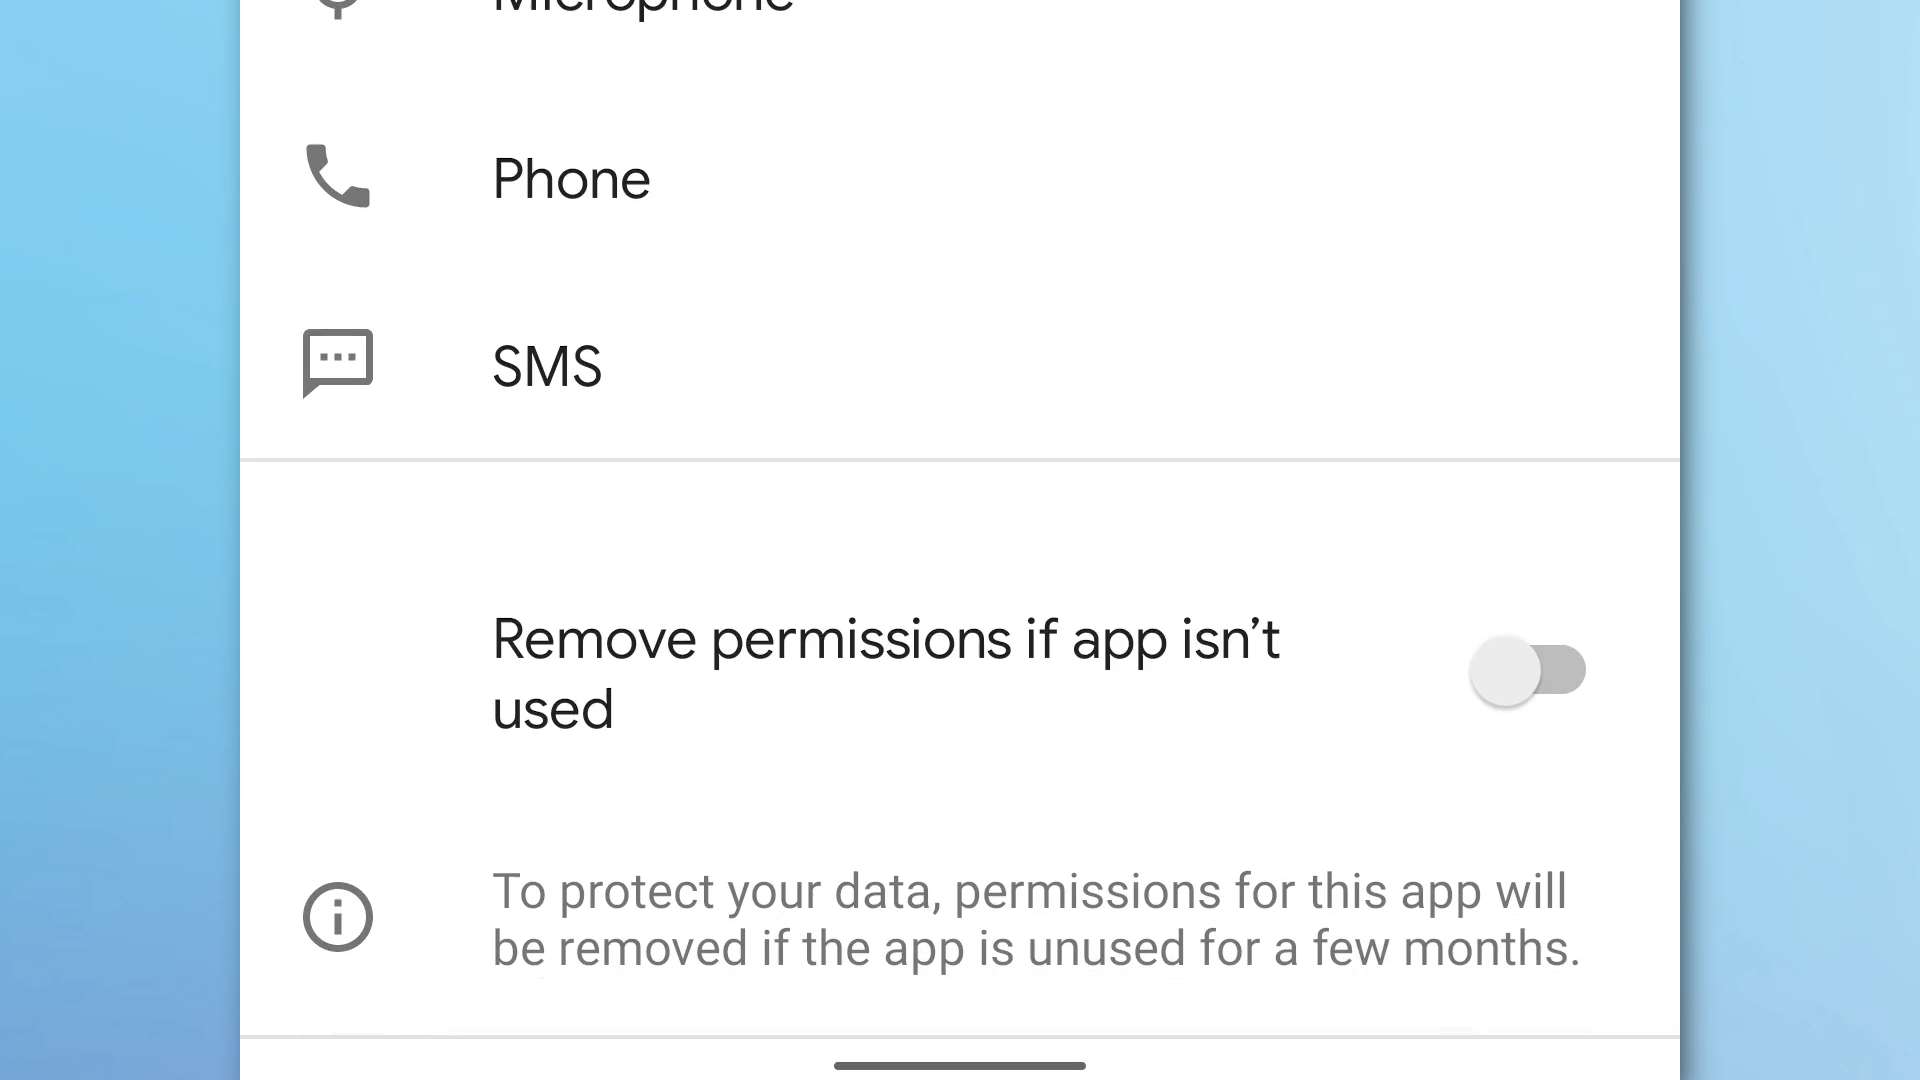 Microphone
Phone
SMS
Remove permissions if app isn’t
used
To protect your data, permissions for this app will
be removed if the app is unused for a few months.